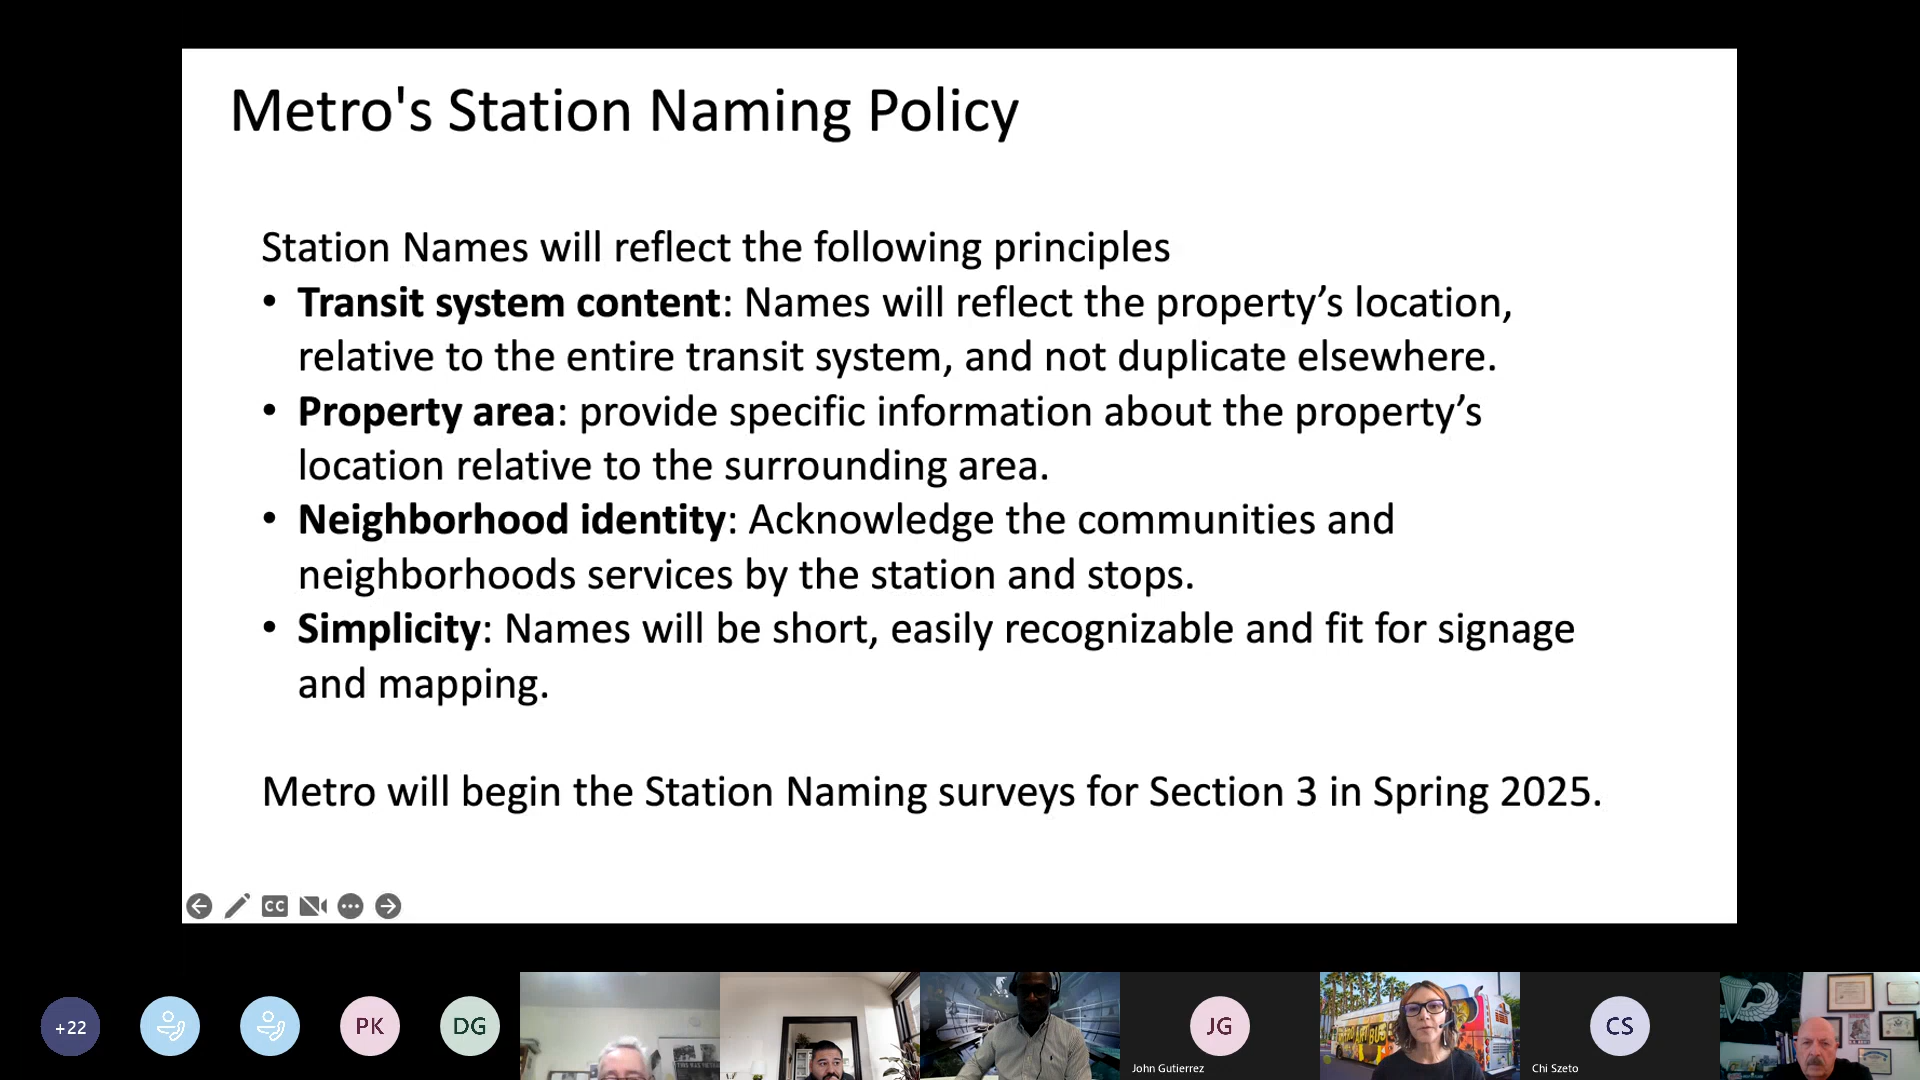 Metro's Station Naming Policy
Station Names will reflect the following principles
• Transit system content: Names will reflect the property’s location,
relative to the entire transit system, and not duplicate elsewhere.
• Property area: provide specific information about the property’s
location relative to the surrounding area.
• Neighborhood identity: Acknowledge the communities and
neighborhoods services by the station and stops.
• Simplicity: Names will be short, easily recognizable and fit for signage
and mapping.
Metro will begin the Station Naming surveys for Section 3 in Spring 2025.
CC
+22
PK
DG
JG
John Gutierrez
CS
Chi Szeto